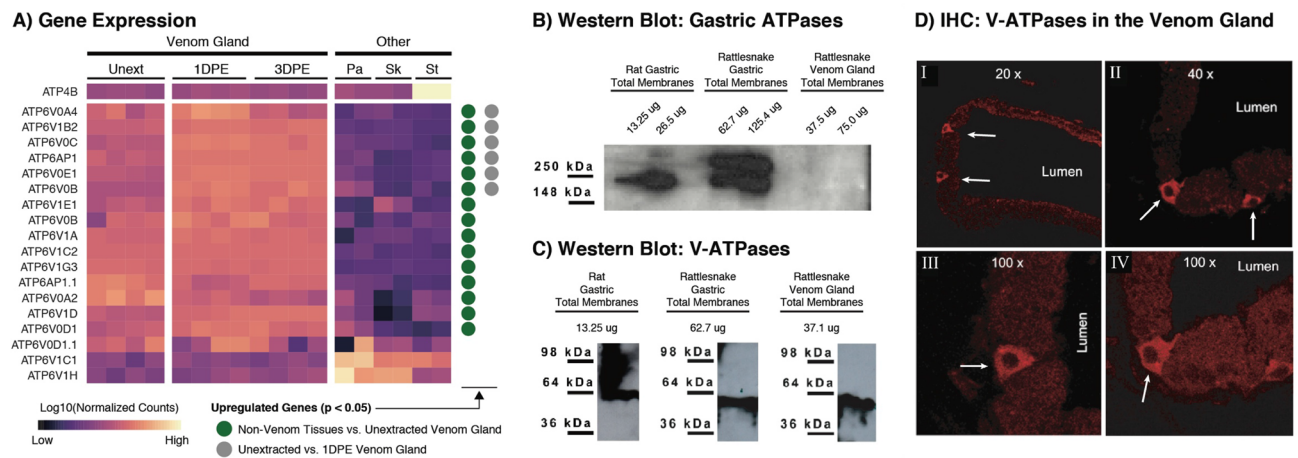 A) Gene Expression
Venom Gland
Other
Unext
1DPE
3DPE
Pa
Sk
St
ATP4B
ATP6V0A4
ATP6V1B2
ATP6V0C
ATP6AP1
ATP6V0E1
ATP6V0B
ATP6V1E1
ATP6V0B
ATP6V1A
ATP6V1C2
ATP6V1G3
ATP6AP1.1
ATP6V0A2
ATP6V1D
ATP6V0D1
ATP6V0D1.1
ATP6V1C1
ATP6V1H
Log10(Normalized Counts)
Low
High
Upregulated Genes (p < 0.05)
Non-Venom Tissues vs. Unextracted Venom Gland
Unextracted vs. 1DPE Venom Gland
B) Western Blot: Gastric ATPases
Rat Gastric
Total Membranes
Rattlesnake
Gastric
Total Membranes
Rattlesnake
Venom Gland
Total Membranes
13.25 ug
26.5 ug
62.7 ug
125.4 ug
37.5 ug
75.0 ug
250 kDa
148 kDa
C) Western Blot: V-ATPases
Rat
Gastric
Total Membranes
Rattlesnake
Gastric
Total Membranes
Rattlesnake
Venom Gland
Total Membranes
13.25 ug
62.7 ug
37.1 ug
98 kDa
64 kDa
36 kDa
98 kDa
64 kDa
36 kDa
98 kDa
64 kDa
36 kDa
D) IHC: V-ATPases in the Venom Gland
I
20 x
Lumen
II
40 x
Lumen
III
100 x
Lumen
IV
100 x
Lumen